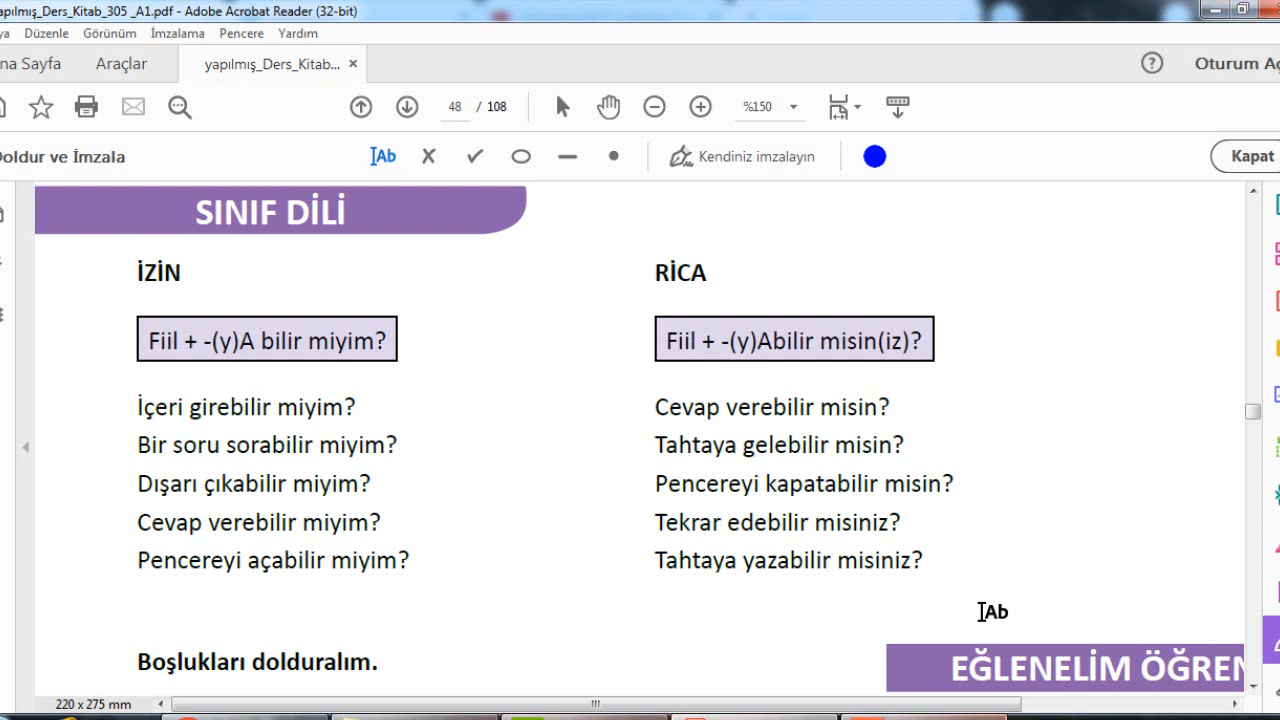 apılmış_Ders_Kitab_305 _A1.pdf - Adobe Acrobat Reader (32-bit)
ya Düzenle Görünüm İmzalama Pencere Yardım
na Sayfa Araçlar yapılmış_Ders_Kitab... × Oturum Aç
48 / 108 %150
Doldur ve İmzala Ab Kendiniz imzalayın Kapat
SINIF DİLİ
İZİN
Fiil + -(y)A bilir miyim?
İçeri girebilir miyim?
Bir soru sorabilir miyim?
Dışarı çıkabilir miyim?
Cevap verebilir miyim?
Pencereyi açabilir miyim?
RİCA
Fiil + -(y)Abilir misin(iz)?
Cevap verebilir misin?
Tahtaya gelebilir misin?
Pencereyi kapatabilir misin?
Tekrar edebilir misiniz?
Tahtaya yazabilir misiniz?
Ab
Boşlukları dolduralım.
EĞLENELİM ÖĞREN
220 x 275 mm